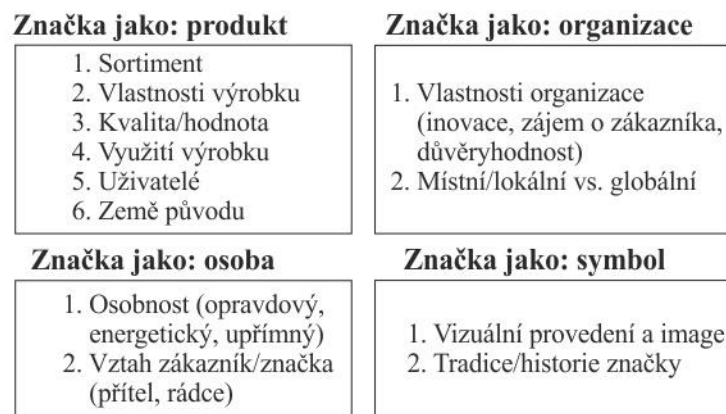 Značka jako: produkt
1. Sortiment
2. Vlastnosti výrobku
3. Kvalita/hodnota
4. Využití výrobku
5. Uživatelé
6. Země původu
Značka jako: organizace
1. Vlastnosti organizace
(inovace, zájem o zákazníka,
důvěryhodnost)
2. Místní/lokální vs. globální
Značka jako: osoba
1. Osobnost (opravdový,
energetický, upřímný)
2. Vztah zákazník/značka
(přítel, rádce)
Značka jako: symbol
1. Vizuální provedení a image
2. Tradice/historie značky